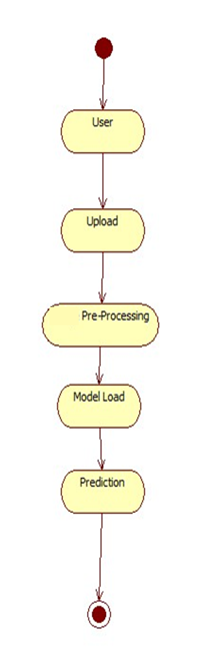 User
Upload
Pre-Processing
Model Load
Prediction